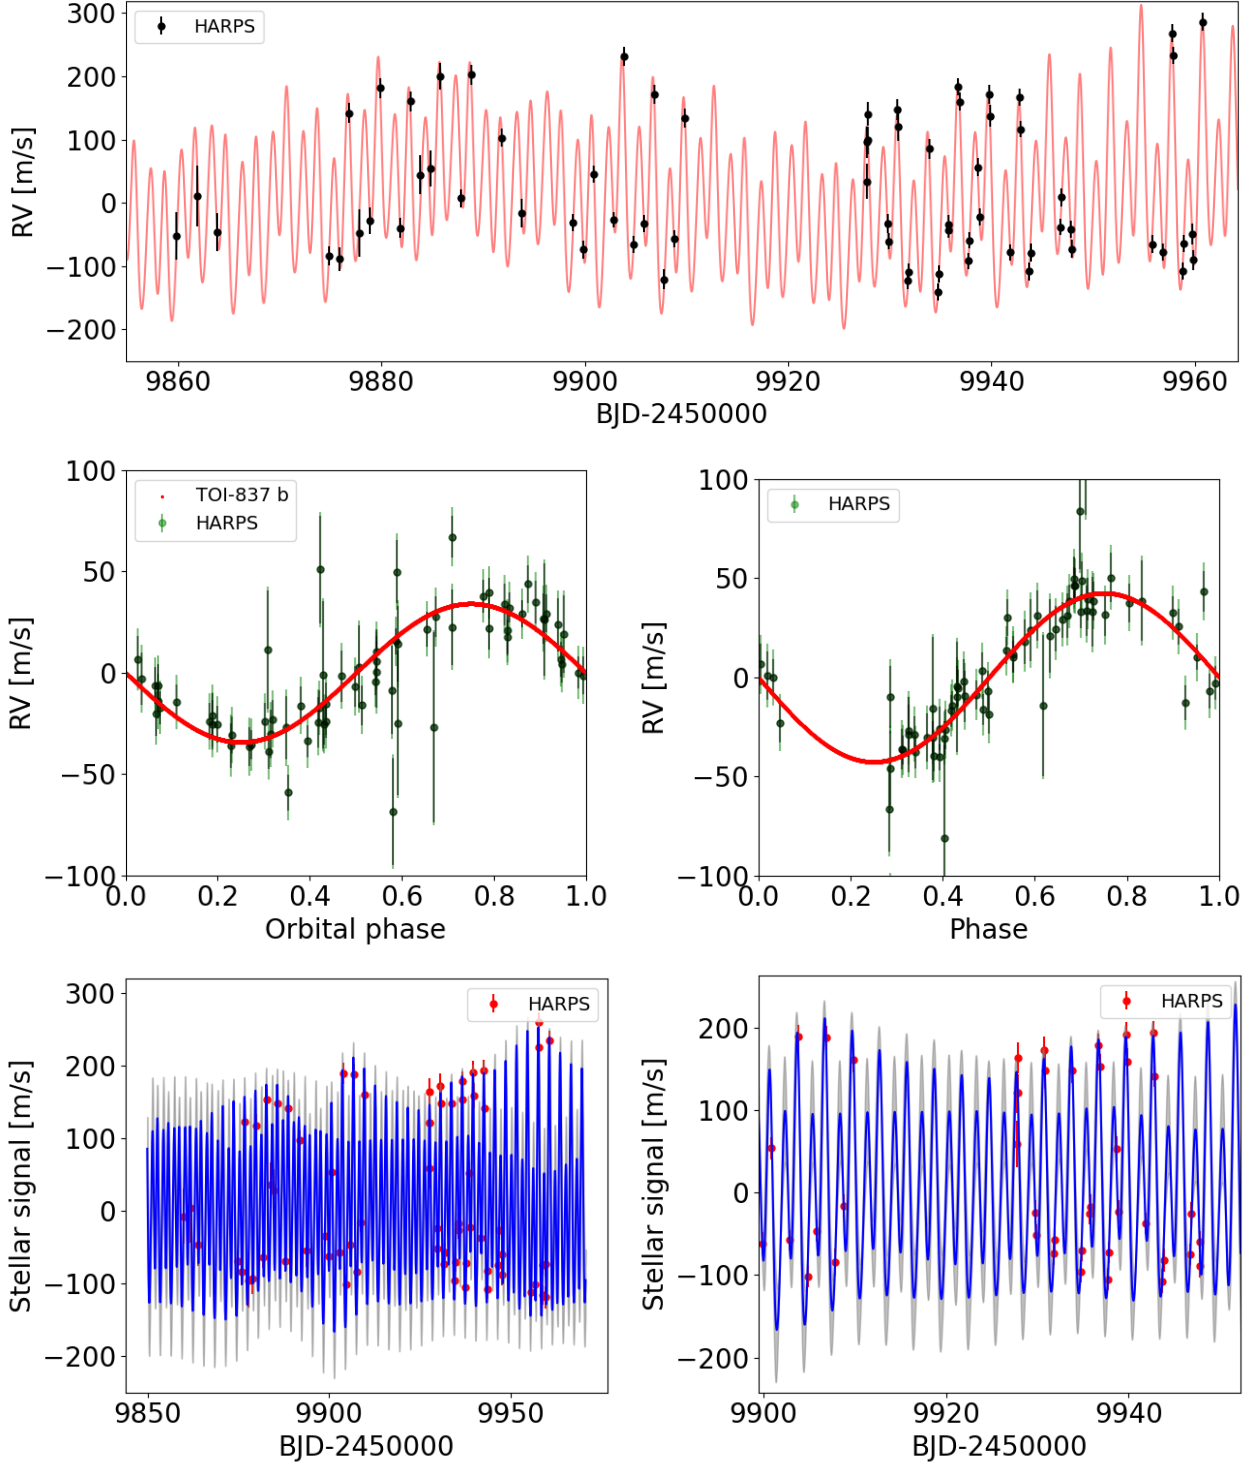 300
200
100
0
−100
−200
RV [m/s]
HARPS
9860 9880 9900 9920 9940 9960
BJD-2450000
100
50
0
−50
−100
RV [m/s]
TOI-837 b
HARPS
0.0 0.2 0.4 0.6 0.8 1.0
Orbital phase
100
50
0
−50
−100
RV [m/s]
HARPS
0.0 0.2 0.4 0.6 0.8 1.0
Phase
300
200
100
0
−100
−200
Stellar signal [m/s]
HARPS
9850 9900 9950
BJD-2450000
200
100
0
−100
−200
Stellar signal [m/s]
HARPS
9900 9920 9940
BJD-2450000